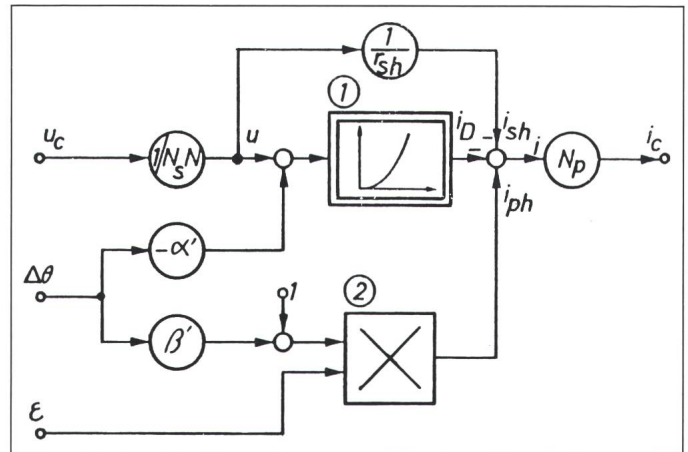 1
r_sh
1
u_c
1/N_sN
u
i_D
i_sh
i
N_p
i_c
i_ph
-α′
Δθ
1
2
β′
ε